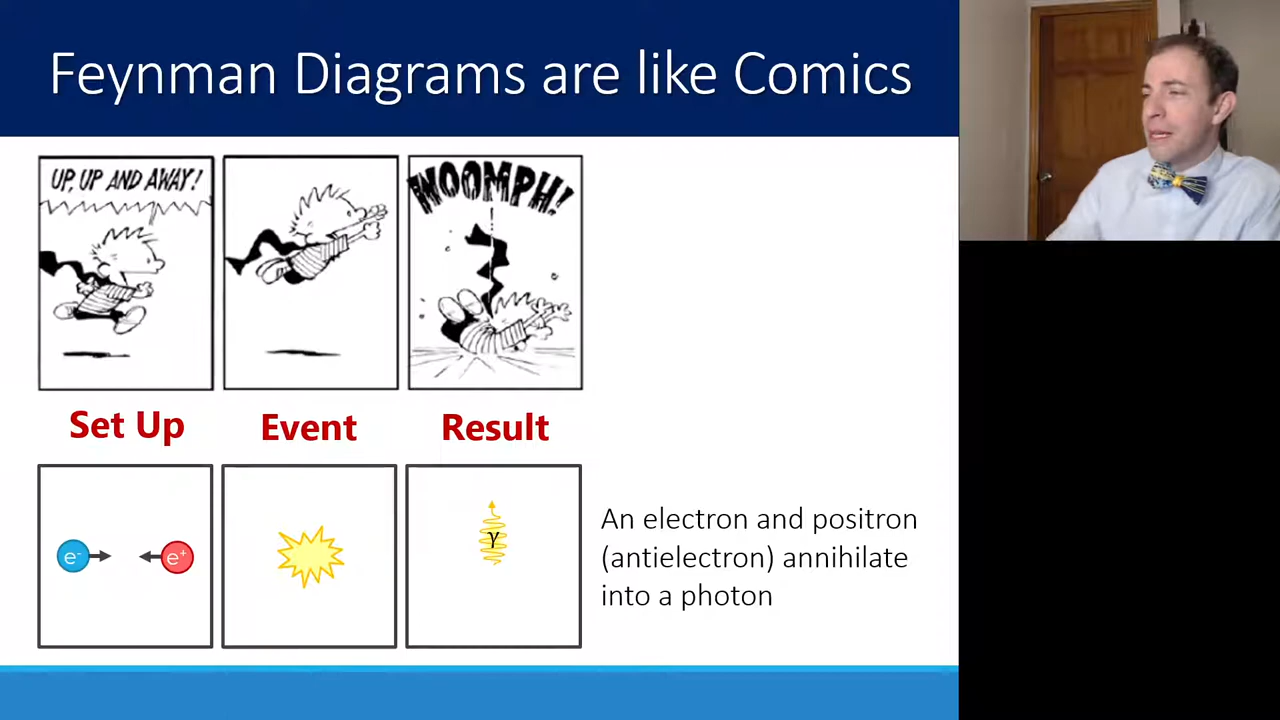 Feynman Diagrams are like Comics
UP, UP AND AWAY!
WOOMPH!
Set Up
Event
Result
e-
e+
γ
An electron and positron
(antielectron) annihilate
into a photon